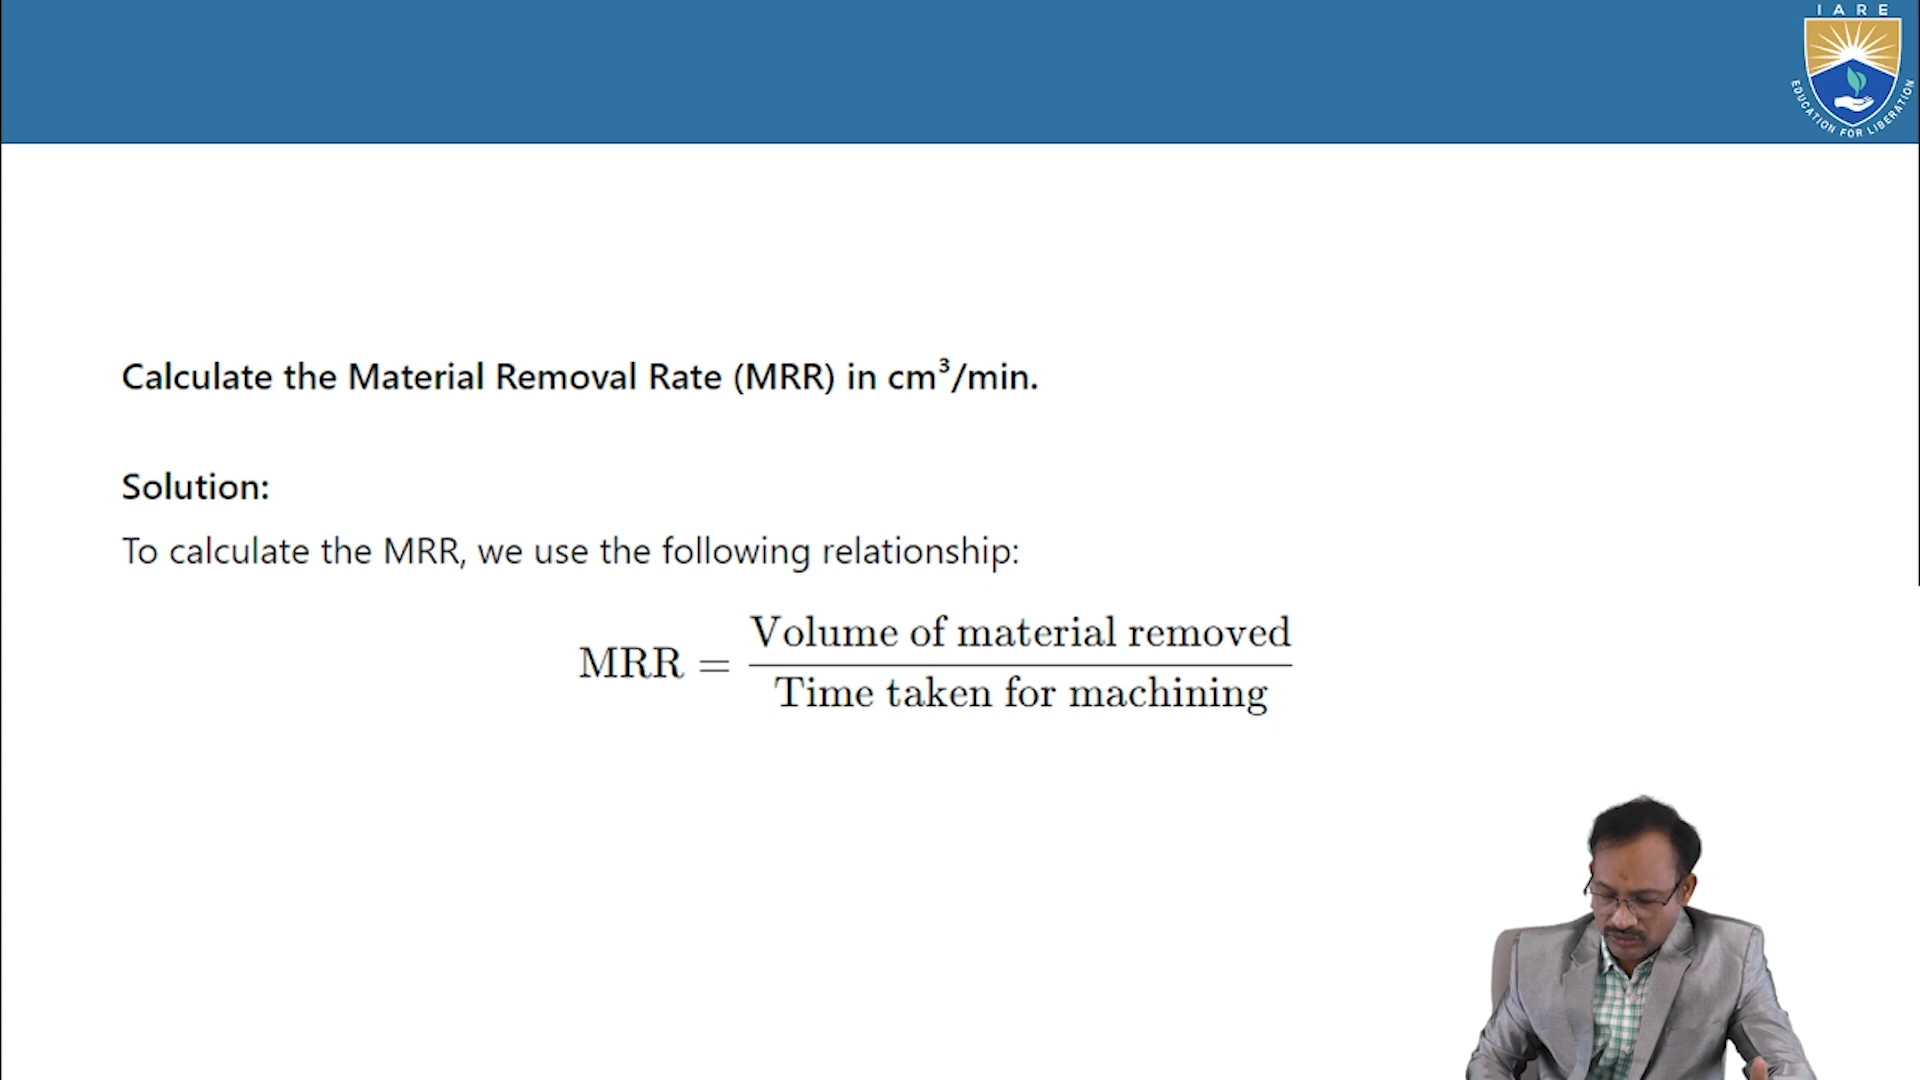 IARE
EDUCATION FOR LIBERATION
Calculate the Material Removal Rate (MRR) in cm³/min.
Solution:
To calculate the MRR, we use the following relationship:
MRR = Volume of material removed
Time taken for machining